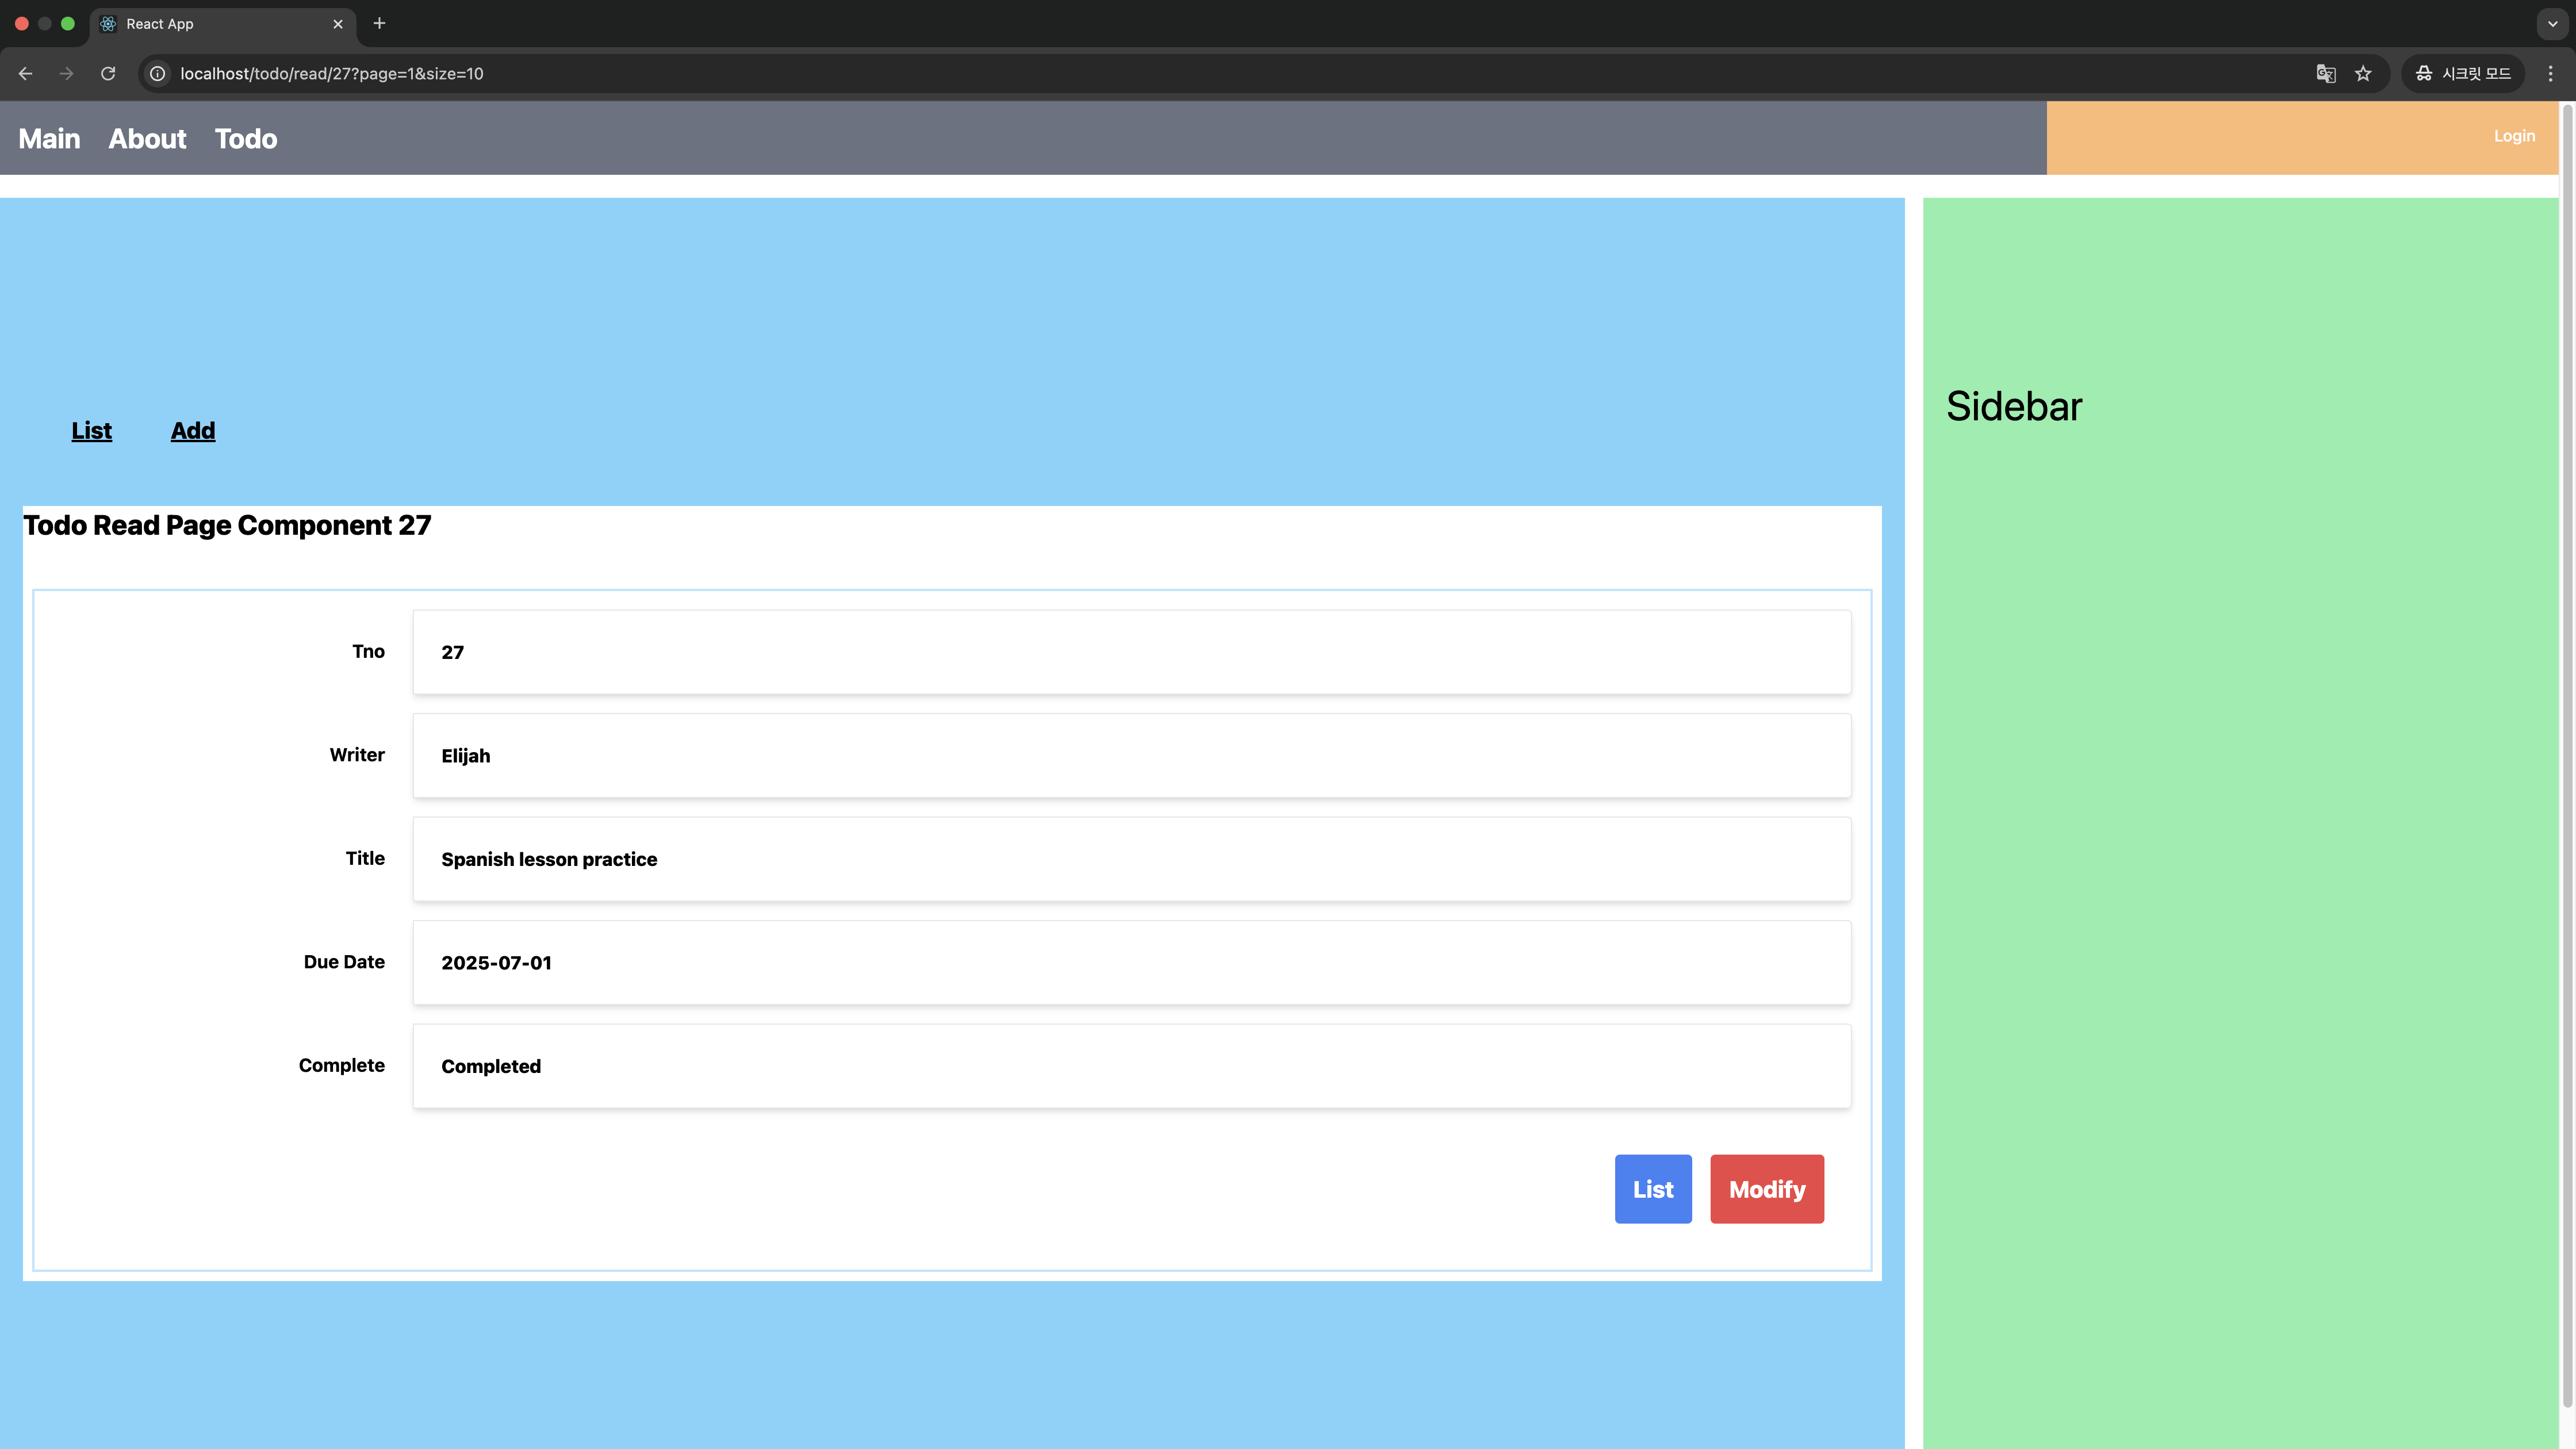 React App
localhost/todo/read/27?page=1&size=10
시크릿 모드
Main About Todo
Login
Sidebar
List Add
Todo Read Page Component 27
Tno 27
Writer Elijah
Title Spanish lesson practice
Due Date 2025-07-01
Complete Completed
List Modify